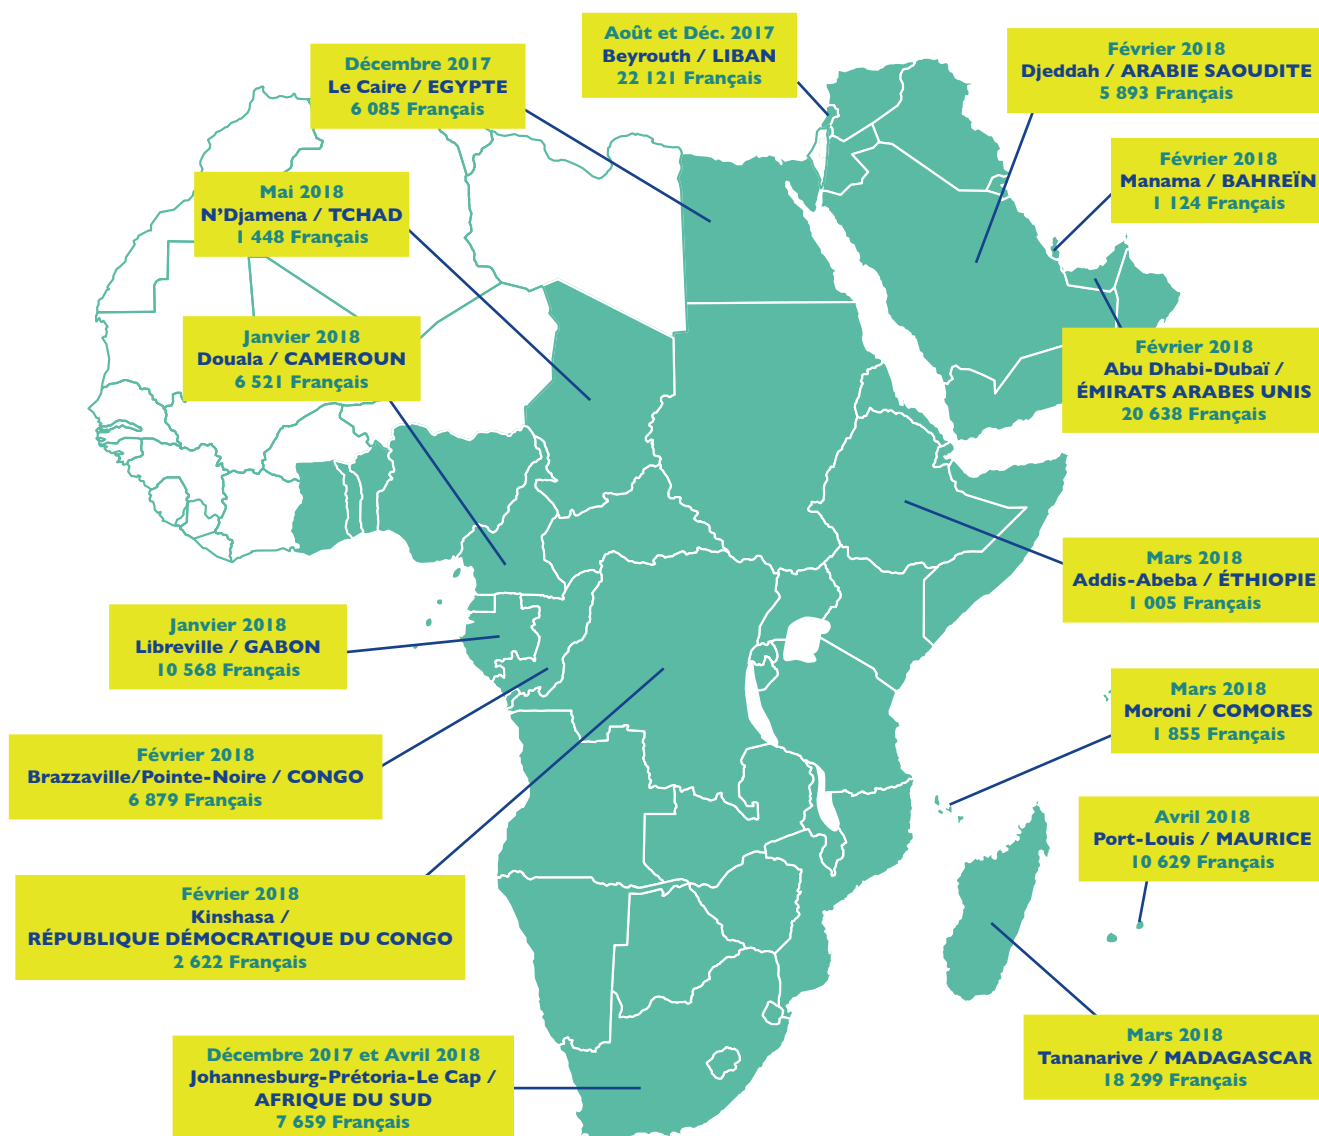 Août et Déc. 2017
Beyrouth / LIBAN
22 121 Français
Décembre 2017
Le Caire / EGYPTE
6 085 Français
Février 2018
Djeddah / ARABIE SAOUDITE
5 893 Français
Février 2018
Manama / BAHREÏN
1 124 Français
Mai 2018
N’Djamena / TCHAD
1 448 Français
Janvier 2018
Douala / CAMEROUN
6 521 Français
Février 2018
Abu Dhabi-Dubaï /
ÉMIRATS ARABES UNIS
20 638 Français
Mars 2018
Addis-Abeba / ÉTHIOPIE
1 005 Français
Janvier 2018
Libreville / GABON
10 568 Français
Mars 2018
Moroni / COMORES
1 855 Français
Février 2018
Brazzaville/Pointe-Noire / CONGO
6 879 Français
Avril 2018
Port-Louis / MAURICE
10 629 Français
Février 2018
Kinshasa /
RÉPUBLIQUE DÉMOCRATIQUE DU CONGO
2 622 Français
Mars 2018
Tananarive / MADAGASCAR
18 299 Français
Décembre 2017 et Avril 2018
Johannesburg-Prétoria-Le Cap /
AFRIQUE DU SUD
7 659 Français